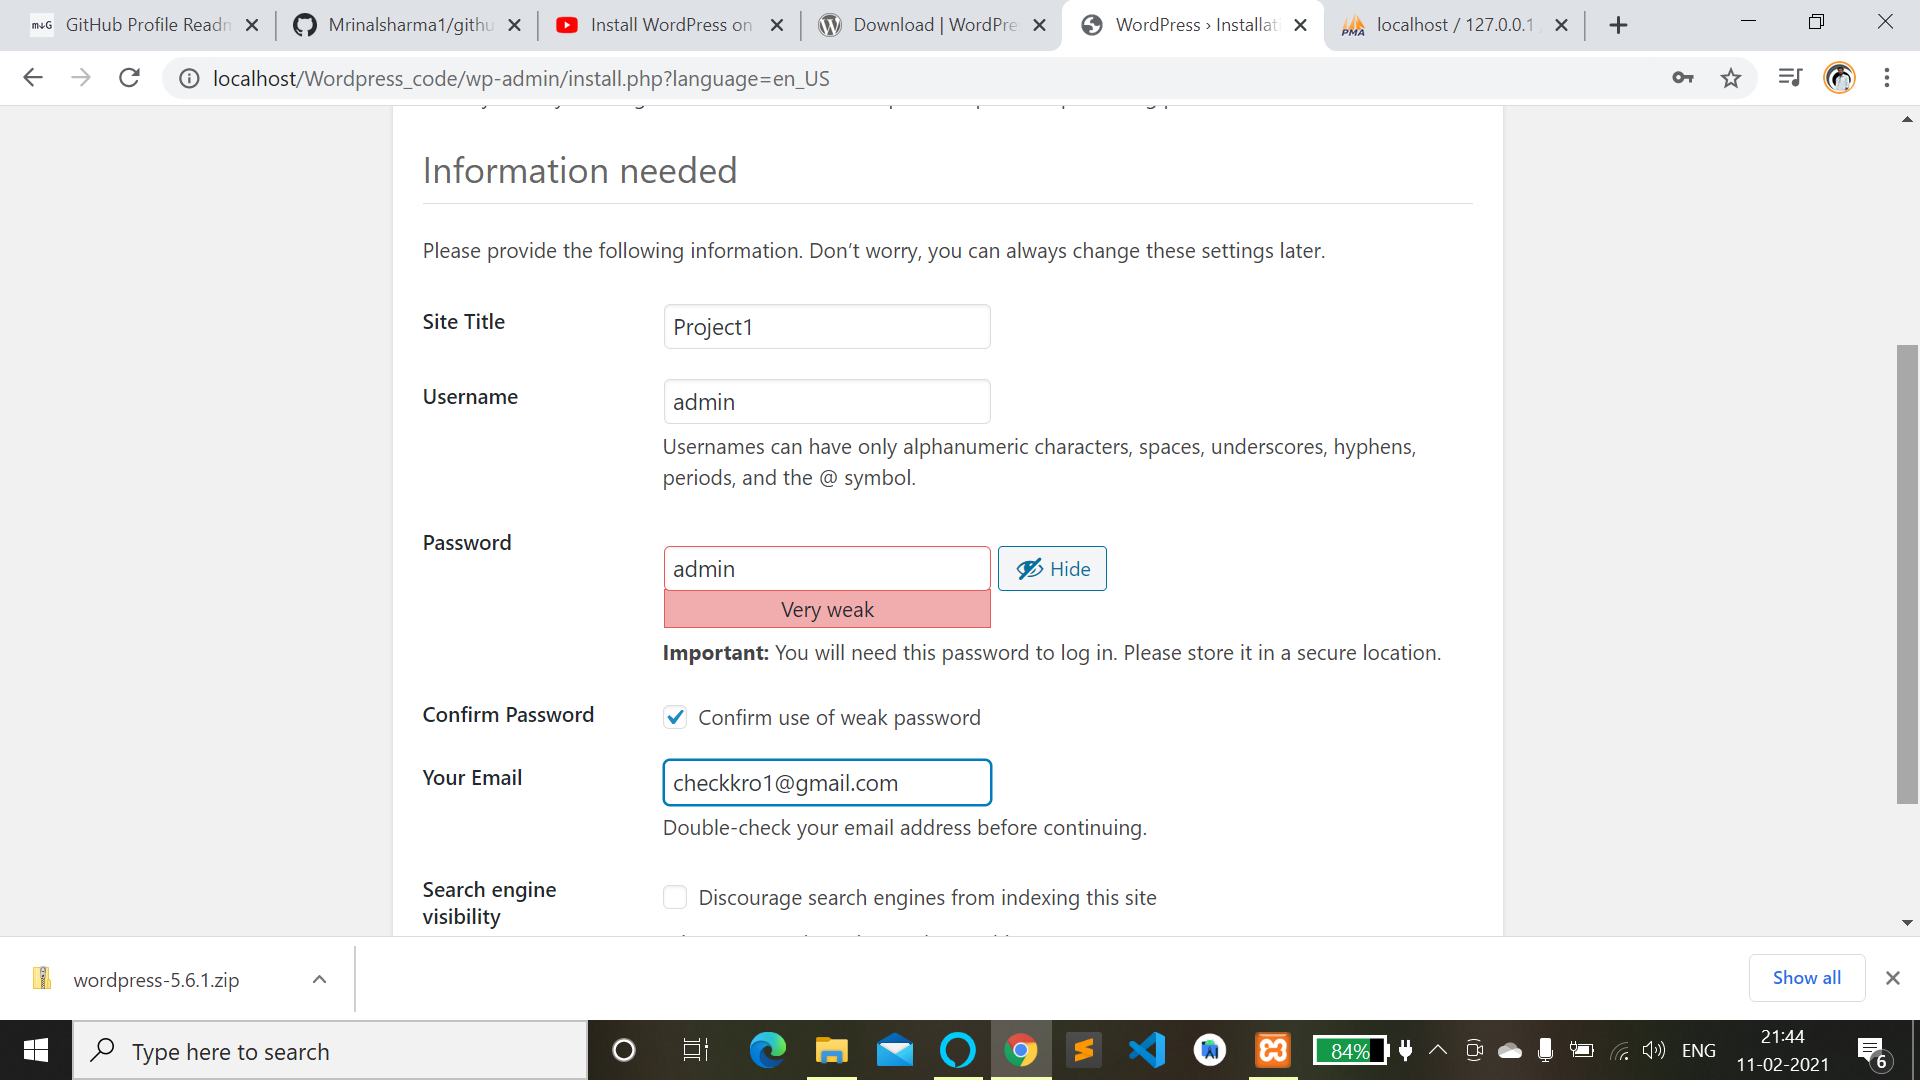 GitHub Profile Readm
Mrinalsharma1/githu
Install WordPress on
Download | WordPre
WordPress › Installati
PMA
localhost / 127.0.0.1
localhost/Wordpress_code/wp-admin/install.php?language=en_US
Information needed
Please provide the following information. Don’t worry, you can always change these settings later.
Site Title
Project1
Username
admin
Usernames can have only alphanumeric characters, spaces, underscores, hyphens,
periods, and the @ symbol.
Password
admin
Hide
Very weak
Important: You will need this password to log in. Please store it in a secure location.
Confirm Password
Confirm use of weak password
Your Email
checkkro1@gmail.com
Double-check your email address before continuing.
Search engine
visibility
Discourage search engines from indexing this site
wordpress-5.6.1.zip
Show all
Type here to search
84%
ENG
21:44
11-02-2021
6